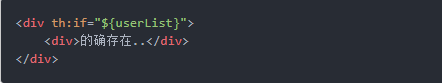 <div th:if="${userList}">
    <div>的确存在..</div>
</div>